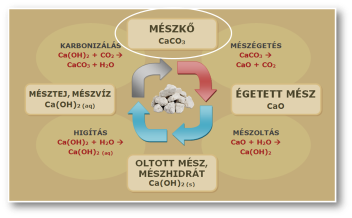 MÉSZKŐ
CaCO₃
KARBONIZÁLÁS
Ca(OH)₂ + CO₂ →
CaCO₃ + H₂O
MÉSZÉGETÉS
CaCO₃ →
CaO + CO₂
MÉSZTEJ, MÉSZVÍZ
Ca(OH)₂ (aq)
ÉGETETT MÉSZ
CaO
HIGÍTÁS
Ca(OH)₂ + H₂O →
Ca(OH)₂ (aq)
MÉSZOLTÁS
CaO + H₂O →
Ca(OH)₂
OLTOTT MÉSZ,
MÉSZHIDRÁT
Ca(OH)₂ (s)